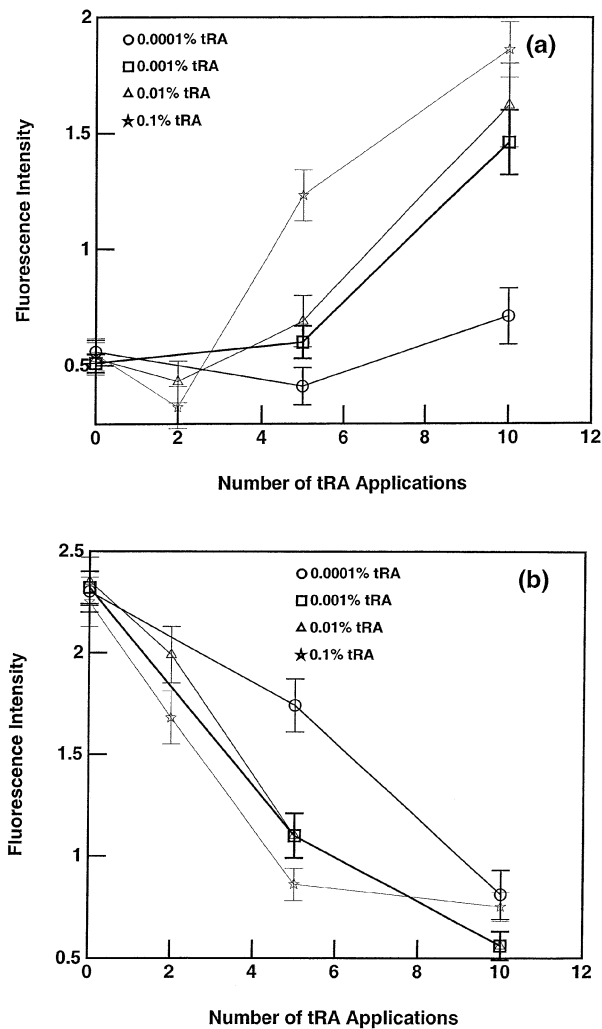 2
(a)
0.0001% tRA
0.001% tRA
0.01% tRA
0.1% tRA
1.5
1
0.5
Fluorescence Intensity
0 2 4 6 8 10 12
Number of tRA Applications
2.5
(b)
0.0001% tRA
0.001% tRA
0.01% tRA
0.1% tRA
2
1.5
1
0.5
Fluorescence Intensity
0 2 4 6 8 10 12
Number of tRA Applications